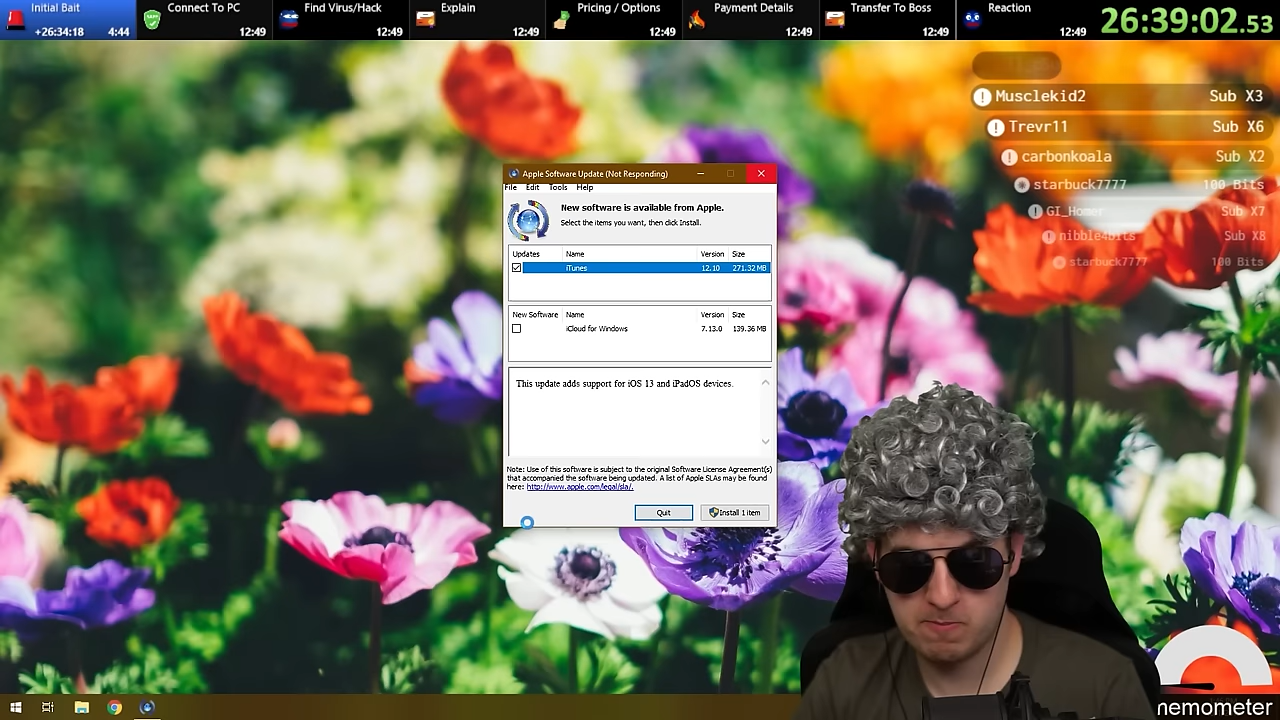 Initial Bait
+26:34:18 4:44
Connect To PC
12:49
Find Virus/Hack
12:49
Explain
12:49
Pricing / Options
12:49
Payment Details
12:49
Transfer To Boss
12:49
Reaction
12:49
26:39:02.53
Musclekid2 Sub X3
Trevr11 Sub X6
carbonkoala Sub X2
starbuck7777 100 Bits
GI_Homer Sub X7
nibble4bits Sub X8
starbuck7777 100 Bits
Apple Software Update (Not Responding)
File Edit Tools Help
New software is available from Apple.
Select the items you want, then click Install.
Updates Name Version Size
iTunes 12.10 271.32 MB
New Software Name Version Size
iCloud for Windows 7.13.0 139.36 MB
This update adds support for iOS 13 and iPadOS devices.
Note: Use of this software is subject to the original Software License Agreement(s)
that accompanied the software being updated. A list of Apple SLAs may be found
here: http://www.apple.com/legal/sla/.
Quit Install 1 item
nemometer